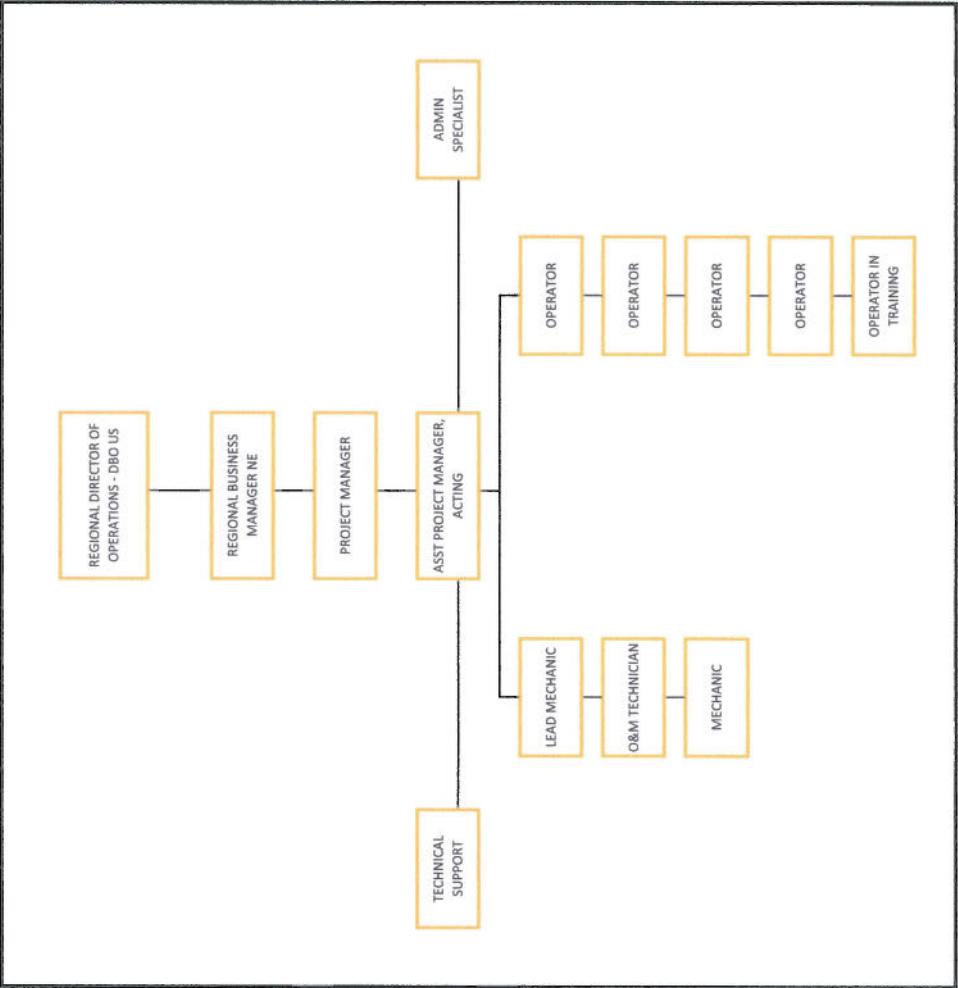 REGIONAL DIRECTOR OF
OPERATIONS - DBO US
REGIONAL BUSINESS
MANAGER NE
PROJECT MANAGER
TECHNICAL
SUPPORT
ASST PROJECT MANAGER,
ACTING
ADMIN
SPECIALIST
LEAD MECHANIC
O&M TECHNICIAN
MECHANIC
OPERATOR
OPERATOR
OPERATOR
OPERATOR
OPERATOR IN
TRAINING